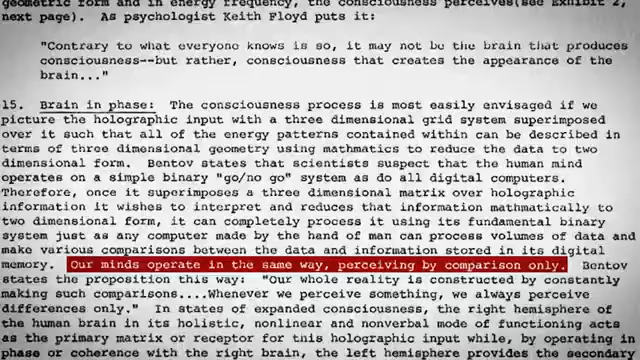 geometric form and in energy frequency, the consciousness perceives(see Exhibit 2,
next page). As psychologist Keith Floyd puts it:
"Contrary to what everyone knows is so, it may not be the brain that produces
consciousness--but rather, consciousness that creates the appearance of the
brain..."
15. Brain in phase: The consciousness process is most easily envisaged if we
picture the holographic input with a three dimensional grid system superimposed
over it such that all of the energy patterns contained within can be described in
terms of three dimensional geometry using mathmatics to reduce the data to two
dimensional form. Bentov states that scientists suspect that the human mind
operates on a simple binary "go/no go" system as do all digital computers.
Therefore, once it superimposes a three dimensional matrix over holographic
information it wishes to interpret and reduces that information mathmatically to
two dimensional form, it can completely process it using its fundamental binary
system just as any computer made by the hand of man can process volumes of data and
make various comparisons between the data and information stored in its digital
memory. Our minds operate in the same way, perceiving by comparison only. Bentov
states the proposition this way: "Our whole reality is constructed by constantly
making such comparisons....Whenever we perceive something, we always perceive
differences only." In states of expanded consciousness, the right hemisphere of
the human brain in its holistic, nonlinear and nonverbal mode of functioning acts
as the primary matrix or receptor for this holographic input while, by operating in
phase or coherence with the right brain, the left hemisphere provides the secondary